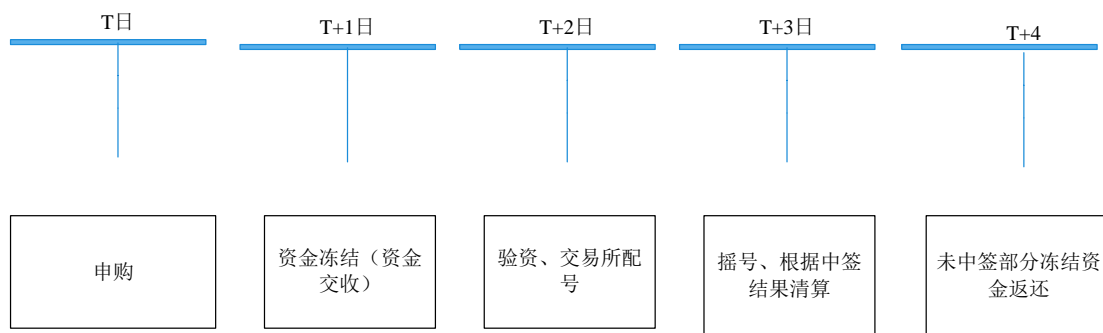 T日
T+1日
T+2日
T+3日
T+4
申购
资金冻结（资金
交收）
验资、交易所配
号
摇号、根据中签
结果清算
未中签部分冻结资
金返还